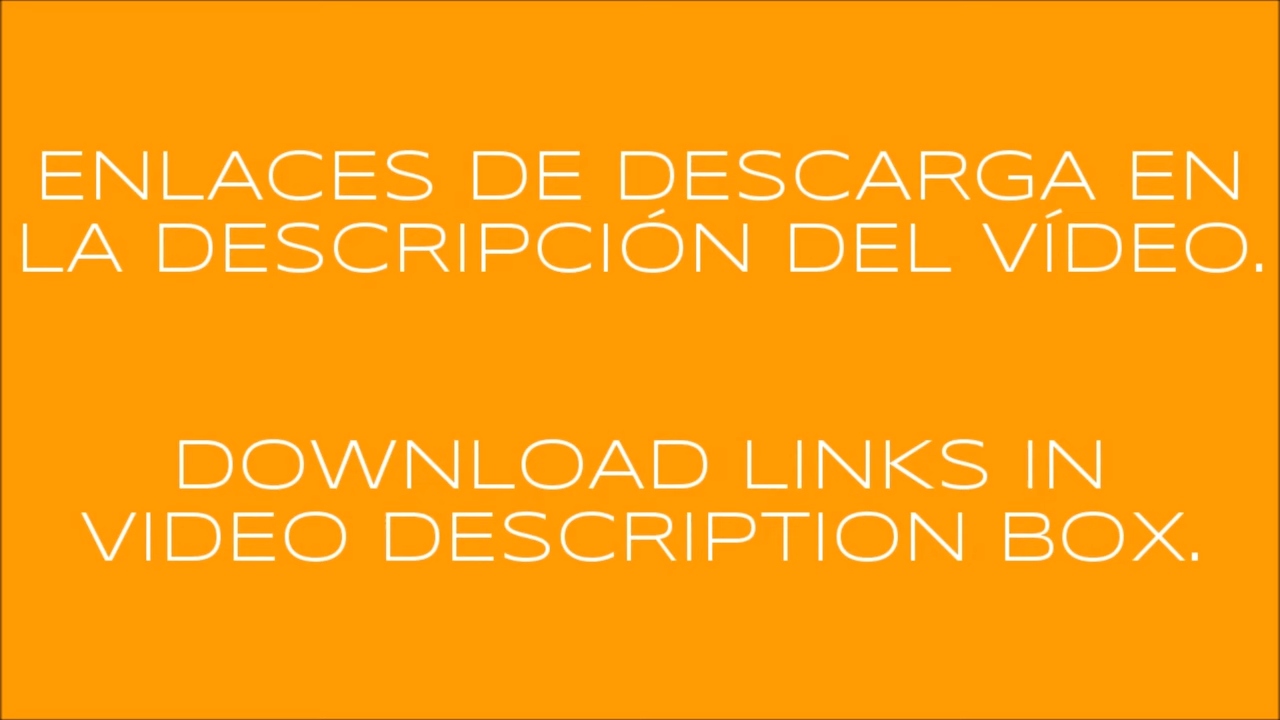 ENLACES DE DESCARGA EN
LA DESCRIPCIÓN DEL VÍDEO.
DOWNLOAD LINKS IN
VIDEO DESCRIPTION BOX.